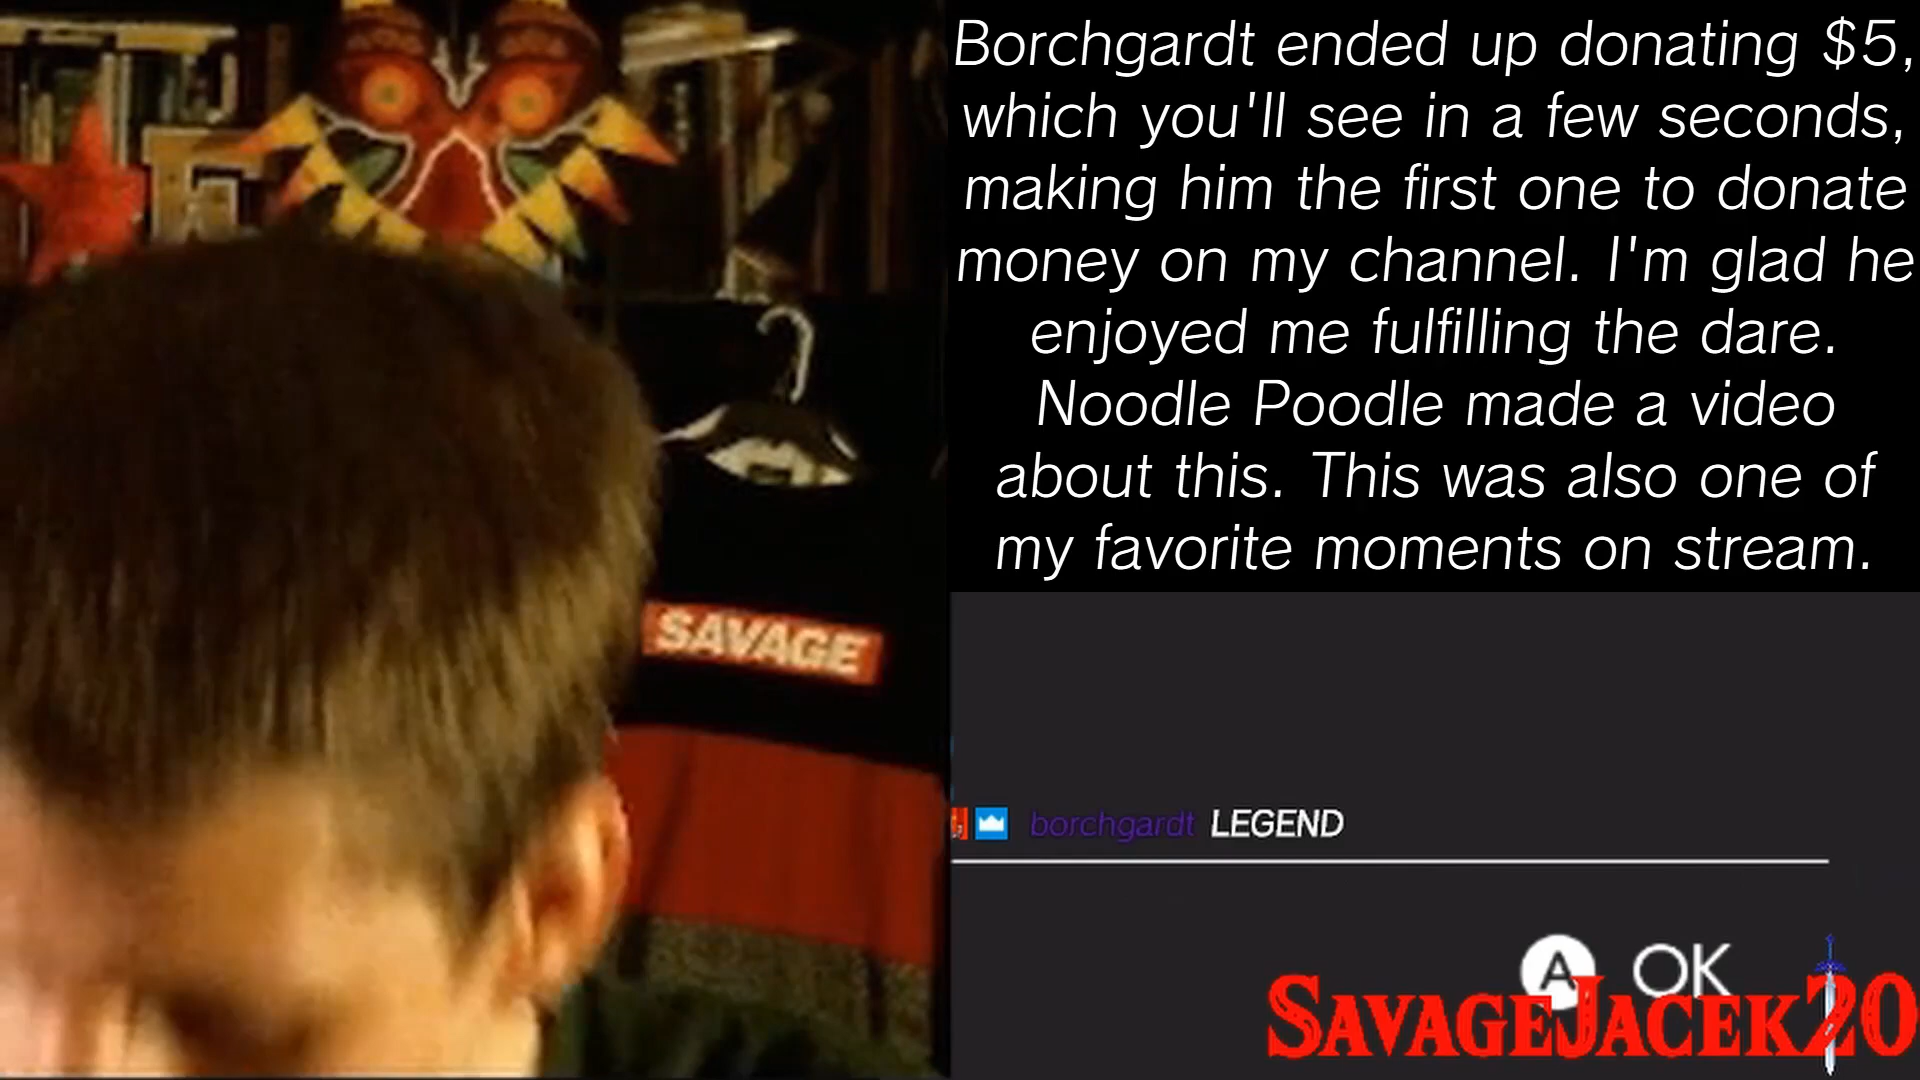 Borchgardt ended up donating $5,
which you'll see in a few seconds,
making him the first one to donate
money on my channel. I'm glad he
enjoyed me fulfilling the dare.
Noodle Poodle made a video
about this. This was also one of
my favorite moments on stream.
SAVAGE
borchgardt LEGEND
A OK
SAVAGEJACEK20